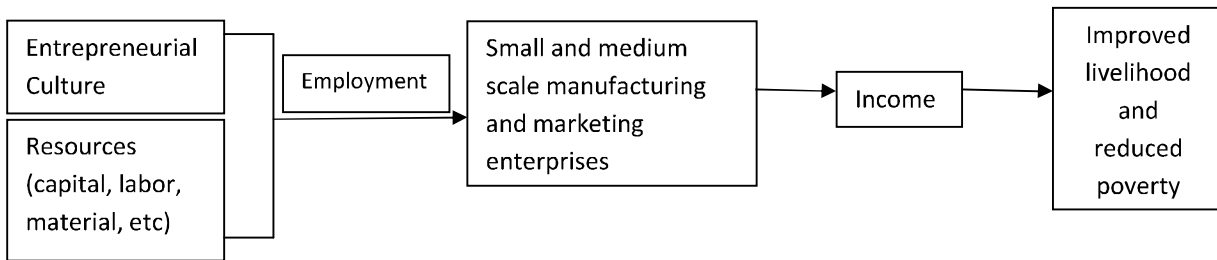 Entrepreneurial
Culture
Resources
(capital, labor,
material, etc)
Employment
Small and medium
scale manufacturing
and marketing
enterprises
Income
Improved
livelihood
and
reduced
poverty